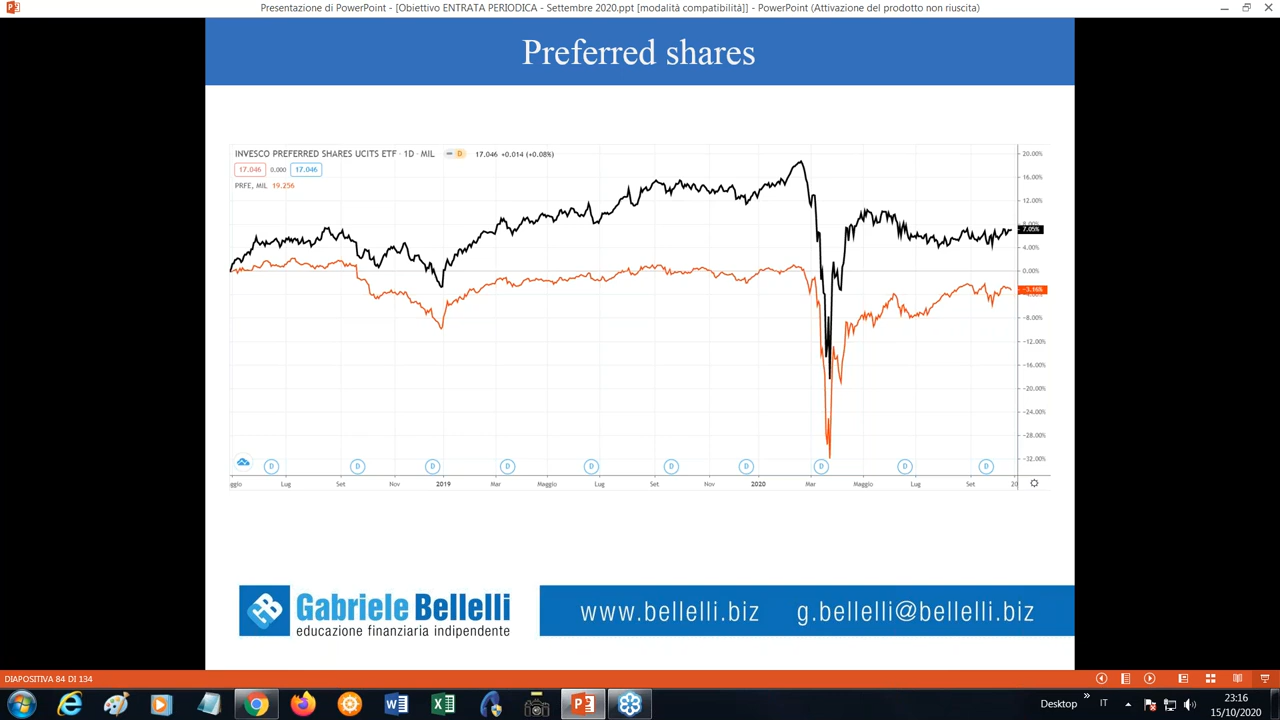 Presentazione di PowerPoint - [Obiettivo ENTRATA PERIODICA - Settembre 2020.ppt [modalità compatibilità]] - PowerPoint (Attivazione del prodotto non riuscita)
Preferred shares
INVESCO PREFERRED SHARES UCITS ETF · 1D · MIL D 17.046 +0.014 (+0.08%)
17.046 0,000 17.046
PRFE, MIL 19.256
20.00%
16.00%
12.00%
8.00%
7.05%
4.00%
0.00%
-3.16%
-4.00%
-8.00%
-12.00%
-16.00%
-20.00%
-24.00%
-28.00%
-32.00%
D D D D D D D D D D
ggio Lug Set Nov 2019 Mar Maggio Lug Set Nov 2020 Mar Maggio Lug Set 20
Gabriele Bellelli
educazione finanziaria indipendente
www.bellelli.biz g.bellelli@bellelli.biz
DIAPOSITIVA 84 DI 134
Desktop » IT 23:16
15/10/2020